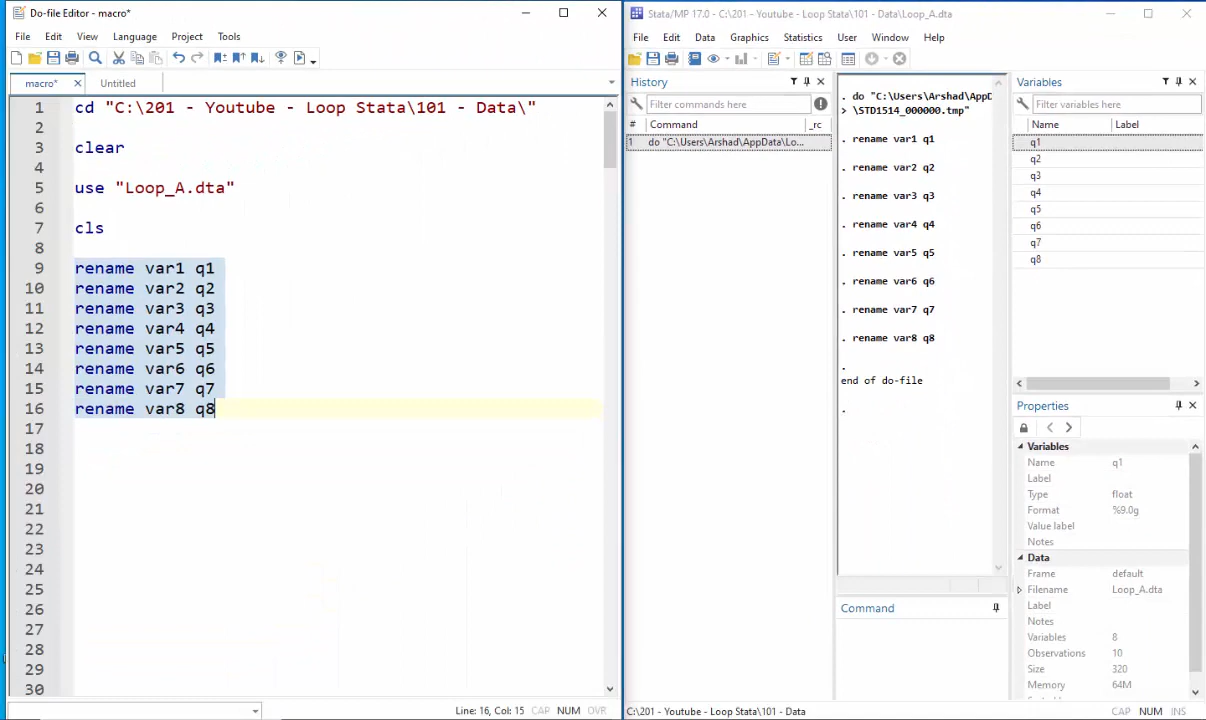 Do-file Editor - macro*
File Edit View Language Project Tools
macro* Untitled
1 cd "C:\201 - Youtube - Loop Stata\101 - Data\"
2
3 clear
4
5 use "Loop_A.dta"
6
7 cls
8
9 rename var1 q1
10 rename var2 q2
11 rename var3 q3
12 rename var4 q4
13 rename var5 q5
14 rename var6 q6
15 rename var7 q7
16 rename var8 q8
17
18
19
20
21
22
23
24
25
26
27
28
29
30
Line: 16, Col: 15 CAP NUM OVR
Stata/MP 17.0 - C:\201 - Youtube - Loop Stata\101 - Data\Loop_A.dta
File Edit Data Graphics Statistics User Window Help
History
Filter commands here
# Command _rc
1 do "C:\Users\Arshad\AppData\Lo...
. do "C:\Users\Arshad\AppD
> \STD1514_000000.tmp"
. rename var1 q1
. rename var2 q2
. rename var3 q3
. rename var4 q4
. rename var5 q5
. rename var6 q6
. rename var7 q7
. rename var8 q8
.
end of do-file
.
Command
Variables
Filter variables here
Name Label
q1
q2
q3
q4
q5
q6
q7
q8
Properties
Variables
Name q1
Label
Type float
Format %9.0g
Value label
Notes
Data
Frame default
Filename Loop_A.dta
Label
Notes
Variables 8
Observations 10
Size 320
Memory 64M
C:\201 - Youtube - Loop Stata\101 - Data
CAP NUM INS